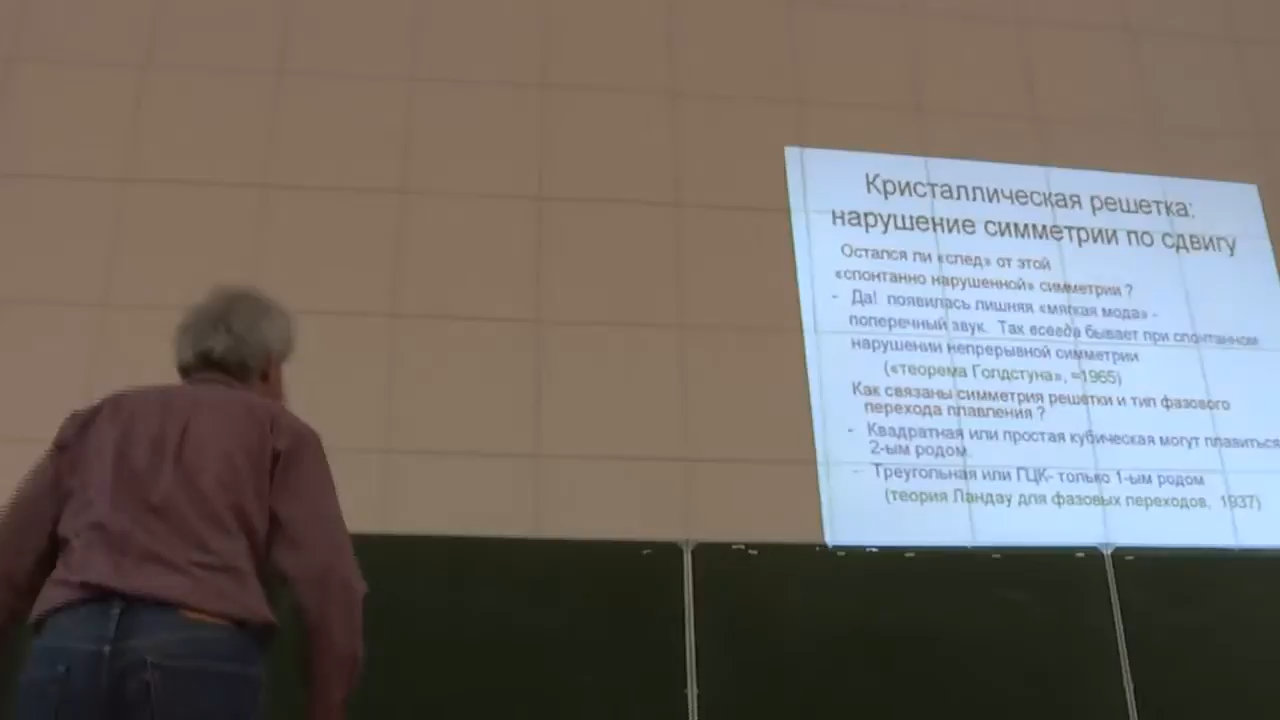 Кристаллическая решетка:
нарушение симметрии по сдвигу
Остался ли «след» от этой
«спонтанно нарушенной» симметрии ?
- Да! появилась лишняя «мягкая мода» -
поперечный звук. Так всегда бывает при спонтанном
нарушении непрерывной симметрии
(«теорема Голдстуна», ≈1965)
Как связаны симметрия решетки и тип фазового
перехода плавления ?
- Квадратная или простая кубическая могут плавиться
2-ым родом
- Треугольная или ГЦК- только 1-ым родом
(теория Ландау для фазовых переходов, 1937)